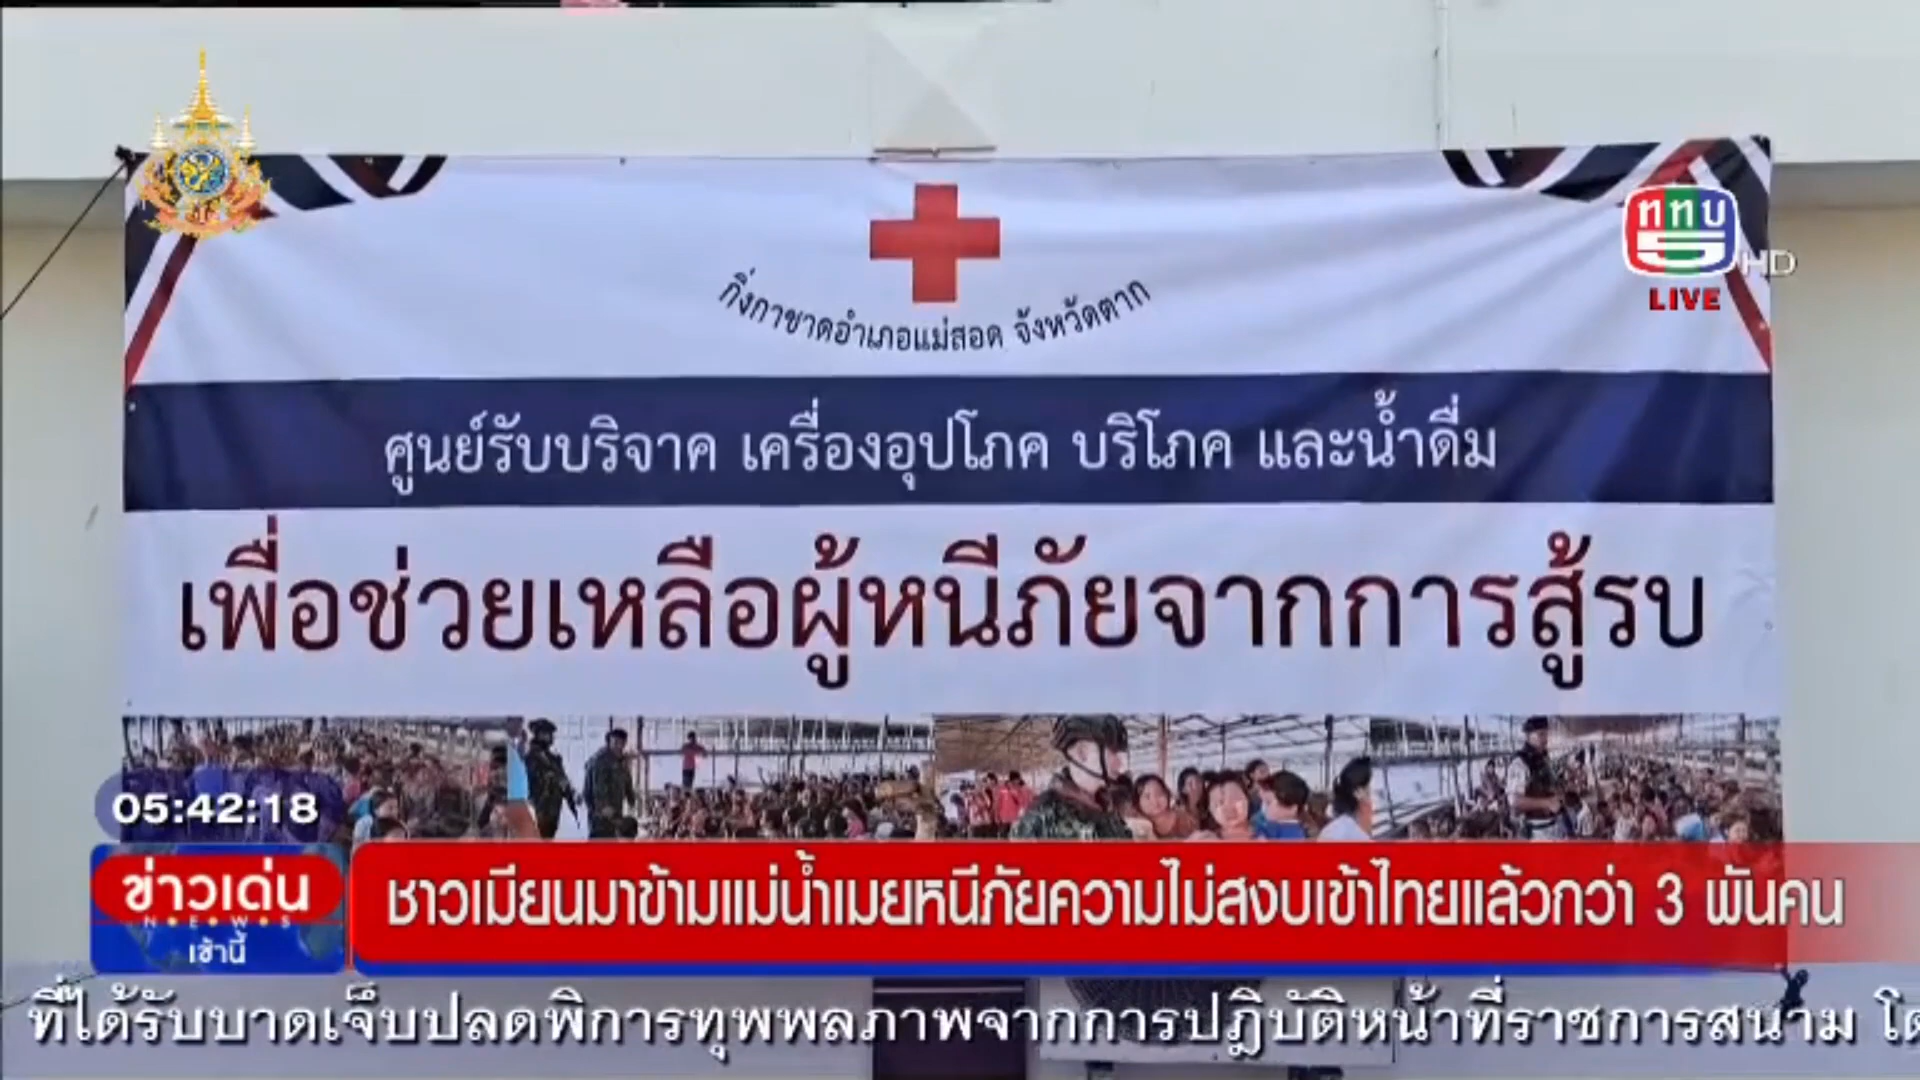 ททบ
5 HD
LIVE
กิ่งกาชาดอำเภอแม่สอด จังหวัดตาก
ศูนย์รับบริจาค เครื่องอุปโภค บริโภค และน้ำดื่ม
เพื่อช่วยเหลือผู้หนีภัยจากการสู้รบ
05:42:18
ข่าวเด่น
NEWS
เช้านี้
ชาวเมียนมาข้ามแม่น้ำเมยหนีภัยความไม่สงบเข้าไทยแล้วกว่า 3 พันคน
ที่ได้รับบาดเจ็บปลดพิการทุพพลภาพจากการปฏิบัติหน้าที่ราชการสนาม โด